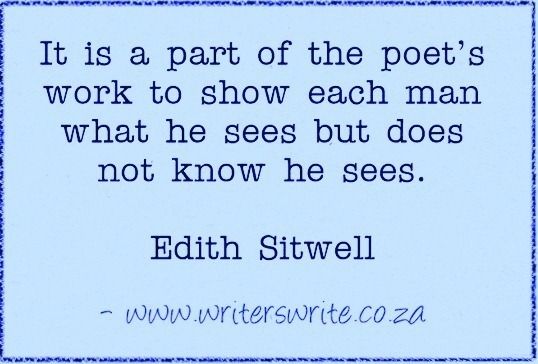 It is a part of the poet's
work to show each man
what he sees but does
not know he sees.
Edith Sitwell
- www.writerswrite.co.za